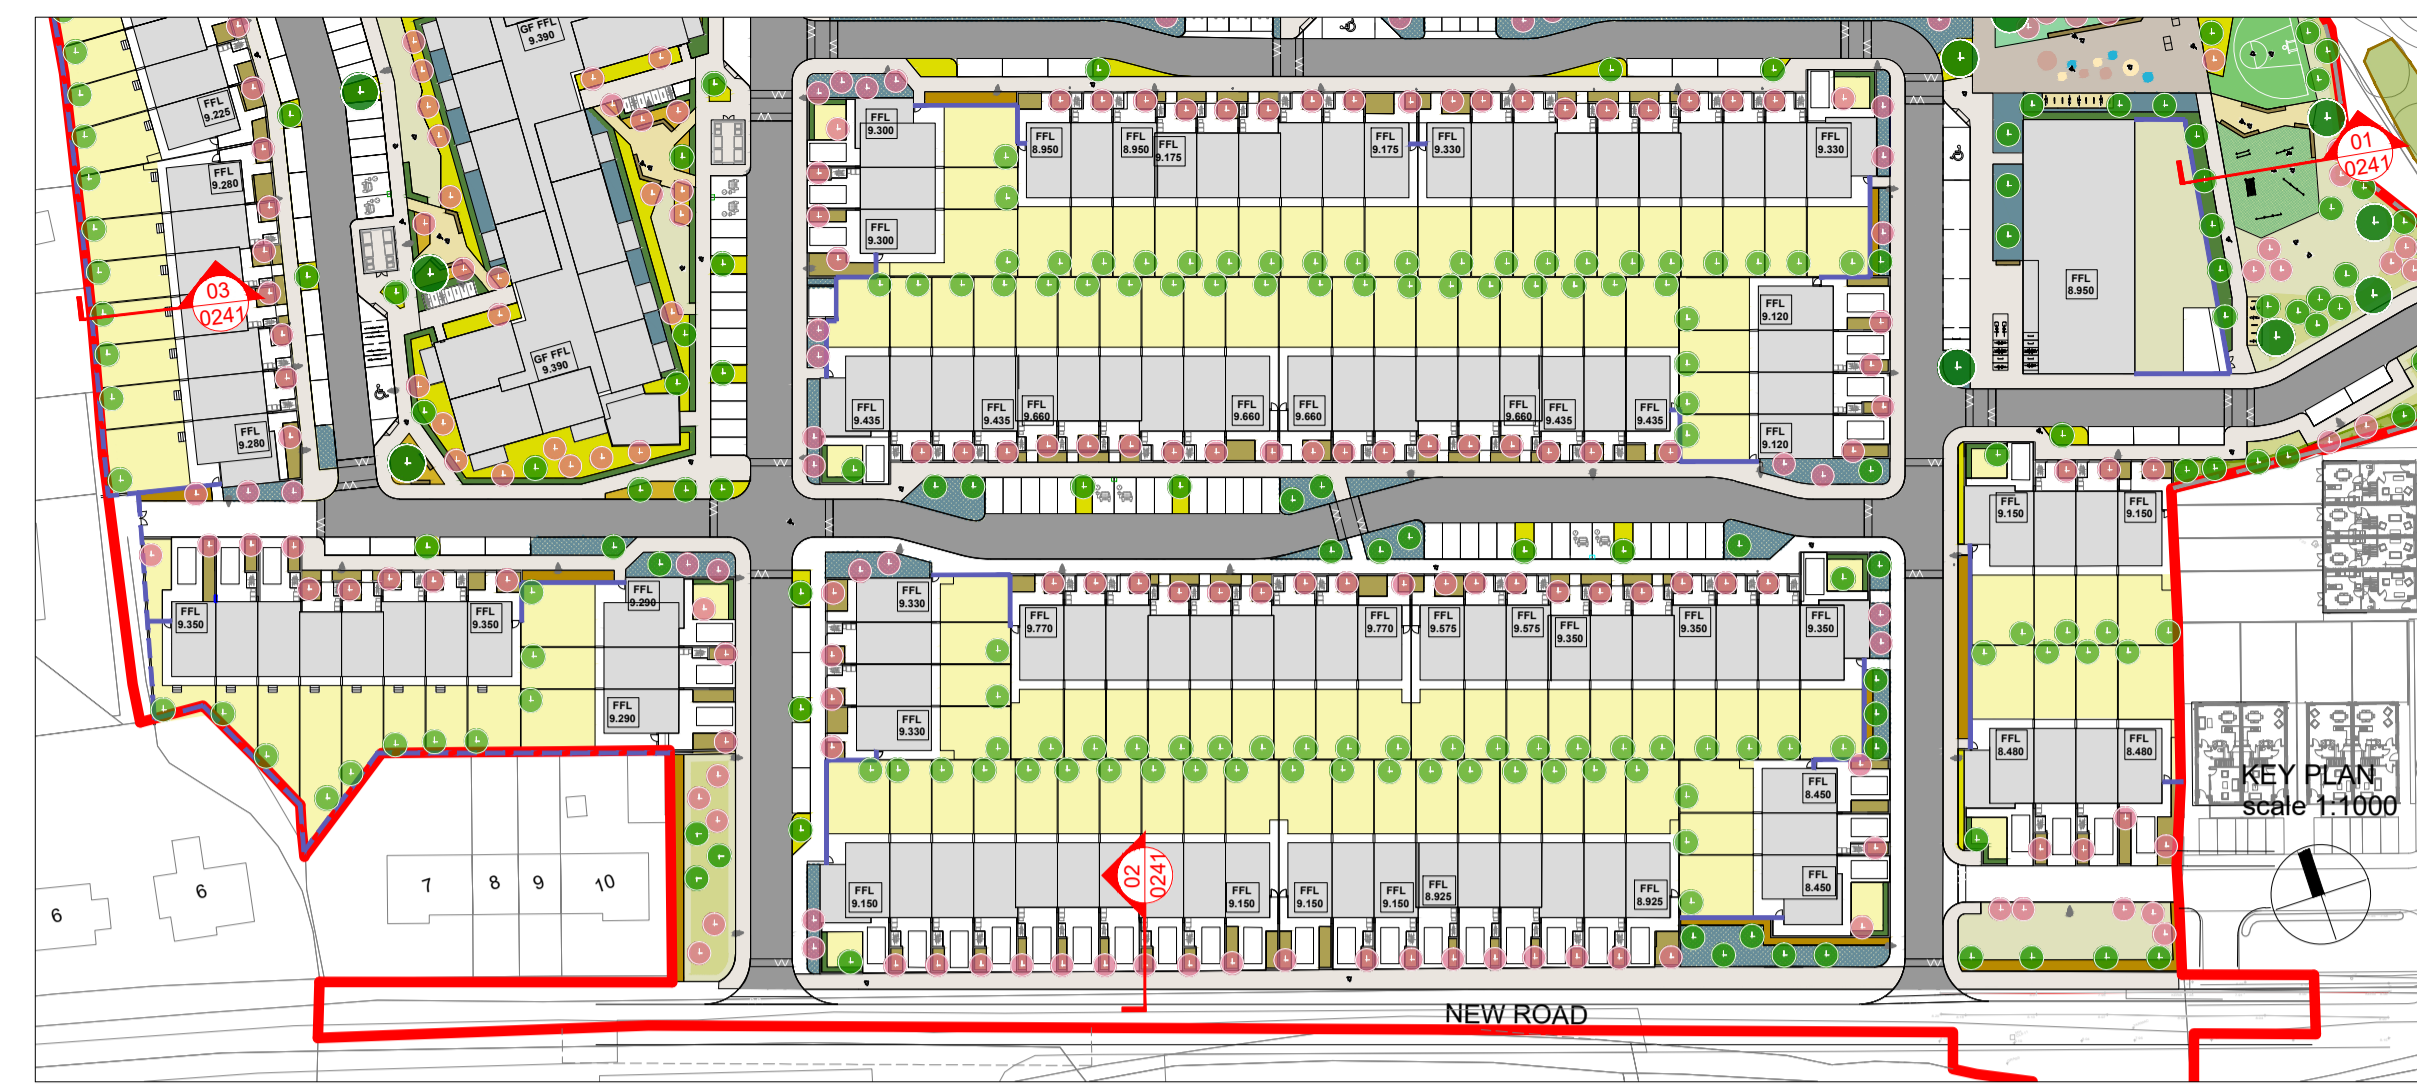 GF FFL
9.390
FFL
9.225
FFL
9.280
03
0241
FFL
9.280
GF FFL
9.390
FFL
9.300
FFL
9.300
FFL
8.950
FFL
8.950
FFL
9.175
FFL
9.175
FFL
9.330
FFL
9.330
01
0241
FFL
8.950
FFL
9.120
FFL
9.120
FFL
9.435
FFL
9.435
FFL
9.660
FFL
9.660
FFL
9.660
FFL
9.660
FFL
9.435
FFL
9.435
FFL
9.150
FFL
9.150
FFL
9.350
FFL
9.350
FFL
9.290
FFL
9.290
FFL
9.330
FFL
9.330
FFL
9.770
FFL
9.770
FFL
9.575
FFL
9.575
FFL
9.350
FFL
9.350
FFL
9.350
FFL
8.480
FFL
8.480
KEY PLAN
scale 1:1000
FFL
8.450
FFL
8.450
FFL
9.150
02
0241
FFL
9.150
FFL
9.150
FFL
9.150
FFL
8.925
FFL
8.925
6
6
7
8
9
10
NEW ROAD